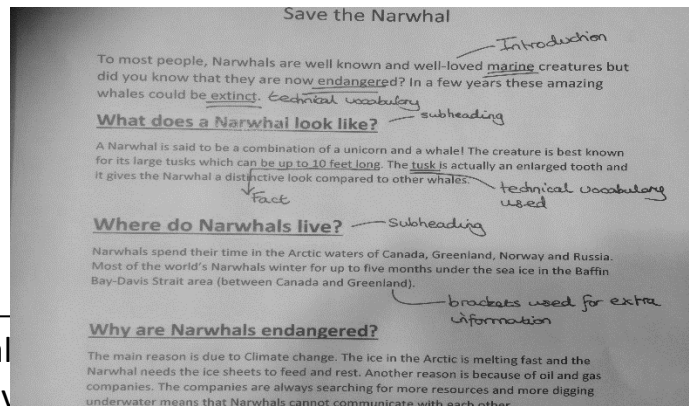 Save the Narwhal
Introduction
To most people, Narwhals are well known and well-loved marine creatures but
did you know that they are now endangered? In a few years these amazing
whales could be extinct. technical vocabulary
What does a Narwhal look like? subheading
A Narwhal is said to be a combination of a unicorn and a whale! The creature is best known
for its large tusks which can be up to 10 feet long. The tusk is actually an enlarged tooth and
it gives the Narwhal a distinctive look compared to other whales.
Fact
technical vocabulary
used
Where do Narwhals live? Subheading
Narwhals spend their time in the Arctic waters of Canada, Greenland, Norway and Russia.
Most of the world's Narwhals winter for up to five months under the sea ice in the Baffin
Bay-Davis Strait area (between Canada and Greenland).
brackets used for extra
information
Why are Narwhals endangered?
The main reason is due to Climate change. The ice in the Arctic is melting fast and the
Narwhal needs the ice sheets to feed and rest. Another reason is because of oil and gas
companies. The companies are always searching for more resources and more digging
underwater means that Narwhals cannot communicate with each other.